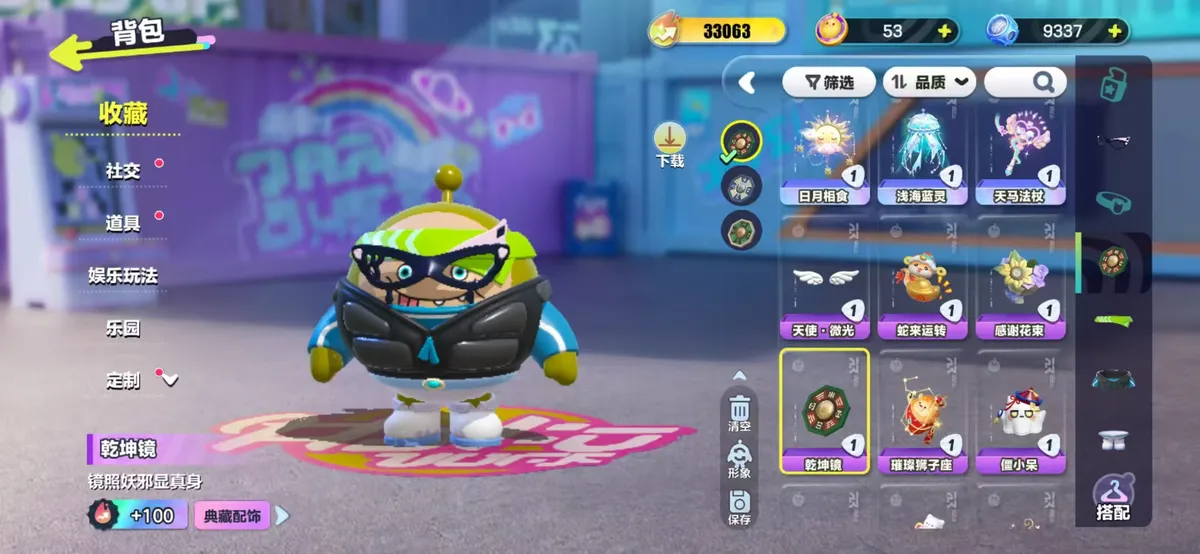 背包
33063
53
9337
收藏
社交
道具
娱乐玩法
乐园
定制
乾坤镜
镜照妖邪显真身
+100
典藏配饰
下载
清空
形象
保存
筛选
品质
日月相食
1
浅海蓝灵
1
天马法杖
1
天使·微光
1
蛇来运转
1
感谢花束
1
乾坤镜
1
璀璨狮子座
1
僵小呆
1
搭配